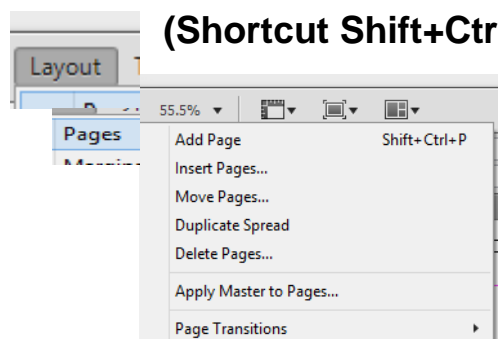 (Shortcut Shift+Ctr
Layout
55.5%
Pages
Add Page Shift+Ctrl+P
Insert Pages...
Move Pages...
Duplicate Spread
Delete Pages...
Apply Master to Pages...
Page Transitions